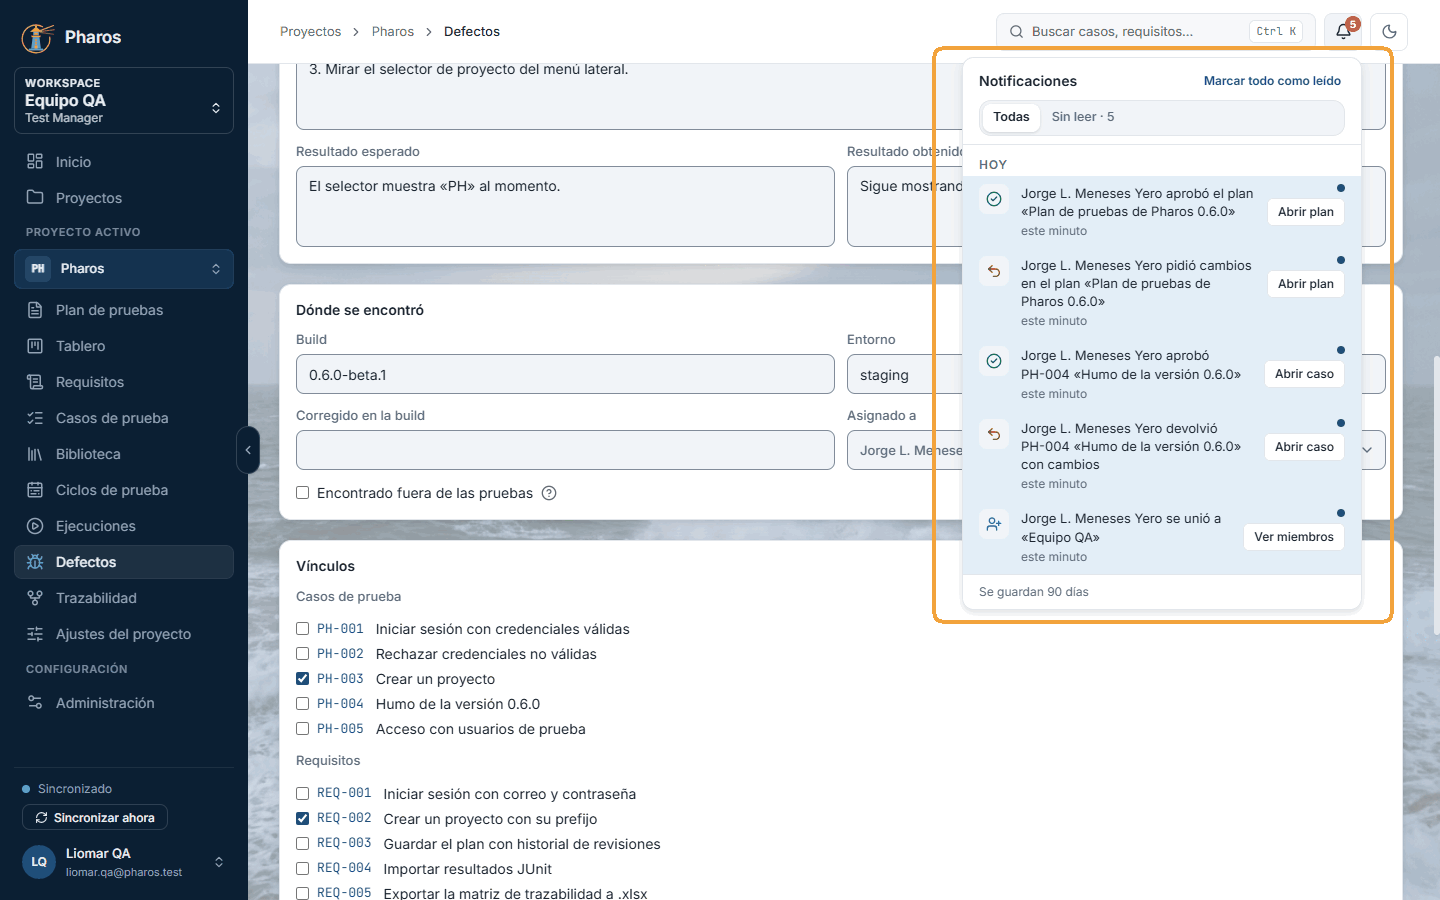 Pharos
WORKSPACE
Equipo QA
Test Manager
Inicio
Proyectos
PROYECTO ACTIVO
PH Pharos
Plan de pruebas
Tablero
Requisitos
Casos de prueba
Biblioteca
Ciclos de prueba
Ejecuciones
Defectos
Trazabilidad
Ajustes del proyecto
CONFIGURACIÓN
Administración
Sincronizado
Sincronizar ahora
LQ
Liomar QA
liomar.qa@pharos.test
Proyectos > Pharos > Defectos
Buscar casos, requisitos... Ctrl K
5
3. Mirar el selector de proyecto del menú lateral.
Resultado esperado
El selector muestra «PH» al momento.
Resultado obtenido
Sigue mostrand
Dónde se encontró
Build
0.6.0-beta.1
Entorno
staging
Corregido en la build
Asignado a
Jorge L. Menese
Encontrado fuera de las pruebas ?
Vínculos
Casos de prueba
PH-001 Iniciar sesión con credenciales válidas
PH-002 Rechazar credenciales no válidas
PH-003 Crear un proyecto
PH-004 Humo de la versión 0.6.0
PH-005 Acceso con usuarios de prueba
Requisitos
REQ-001 Iniciar sesión con correo y contraseña
REQ-002 Crear un proyecto con su prefijo
REQ-003 Guardar el plan con historial de revisiones
REQ-004 Importar resultados JUnit
REQ-005 Exportar la matriz de trazabilidad a .xlsx
Notificaciones
Marcar todo como leído
Todas
Sin leer · 5
HOY
Jorge L. Meneses Yero aprobó el plan
«Plan de pruebas de Pharos 0.6.0»
este minuto
Abrir plan
Jorge L. Meneses Yero pidió cambios
en el plan «Plan de pruebas de
Pharos 0.6.0»
este minuto
Abrir plan
Jorge L. Meneses Yero aprobó
PH-004 «Humo de la versión 0.6.0»
este minuto
Abrir caso
Jorge L. Meneses Yero devolvió
PH-004 «Humo de la versión 0.6.0»
con cambios
este minuto
Abrir caso
Jorge L. Meneses Yero se unió a
«Equipo QA»
este minuto
Ver miembros
Se guardan 90 días